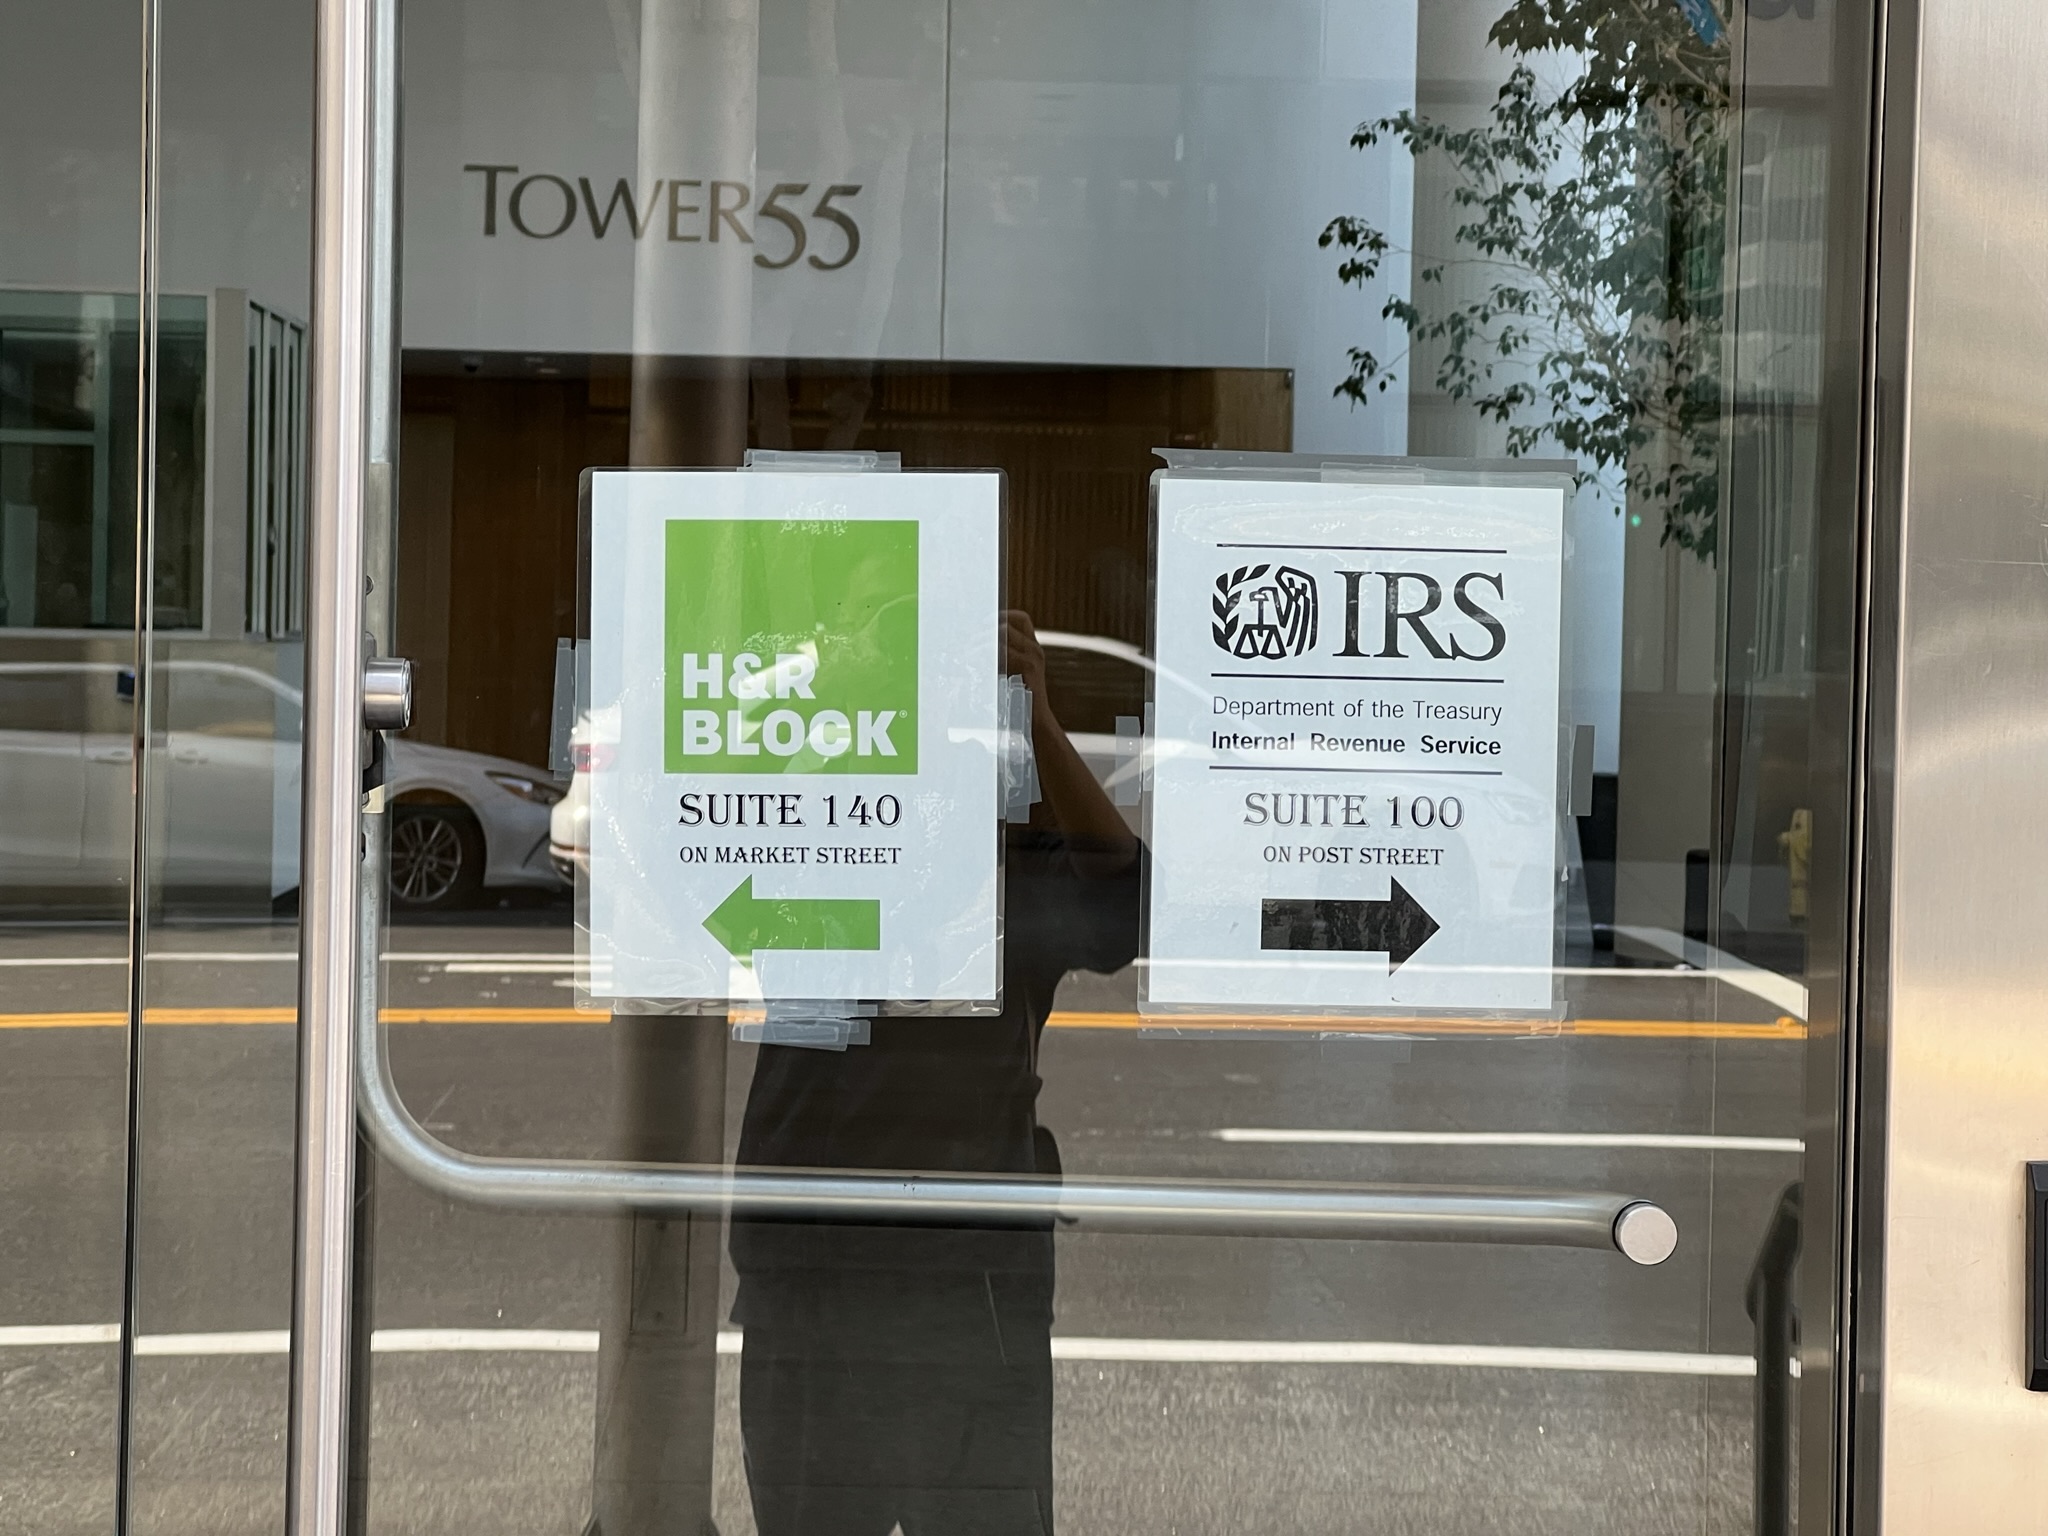 TOWER55
H&R
BLOCK®
SUITE 140
ON MARKET STREET
IRS
Department of the Treasury
Internal Revenue Service
SUITE 100
ON POST STREET